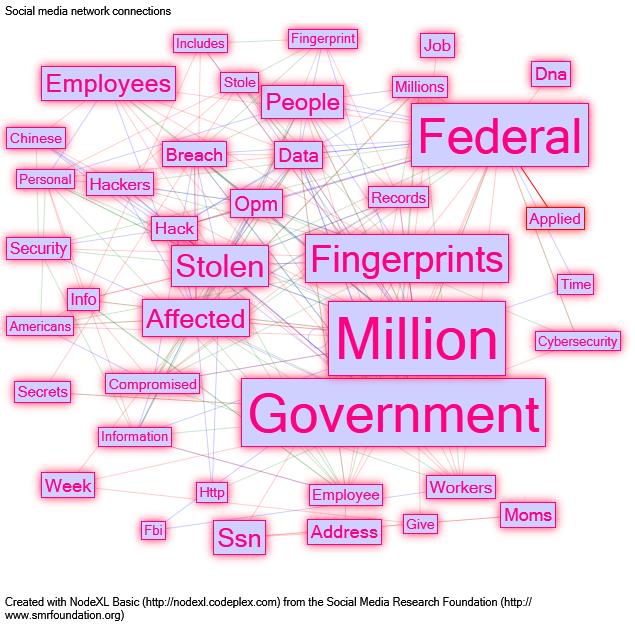 Social media network connections
Includes
Fingerprint
Job
Employees
Stole
Millions
Dna
People
Federal
Chinese
Breach
Data
Personal
Hackers
Records
Opm
Applied
Hack
Security
Stolen
Fingerprints
Info
Time
Americans
Affected
Million
Cybersecurity
Secrets
Compromised
Government
Information
Week
Http
Employee
Workers
Fbi
Ssn
Address
Give
Moms
Created with NodeXL Basic (http://nodexl.codeplex.com) from the Social Media Research Foundation (http://
www.smrfoundation.org)